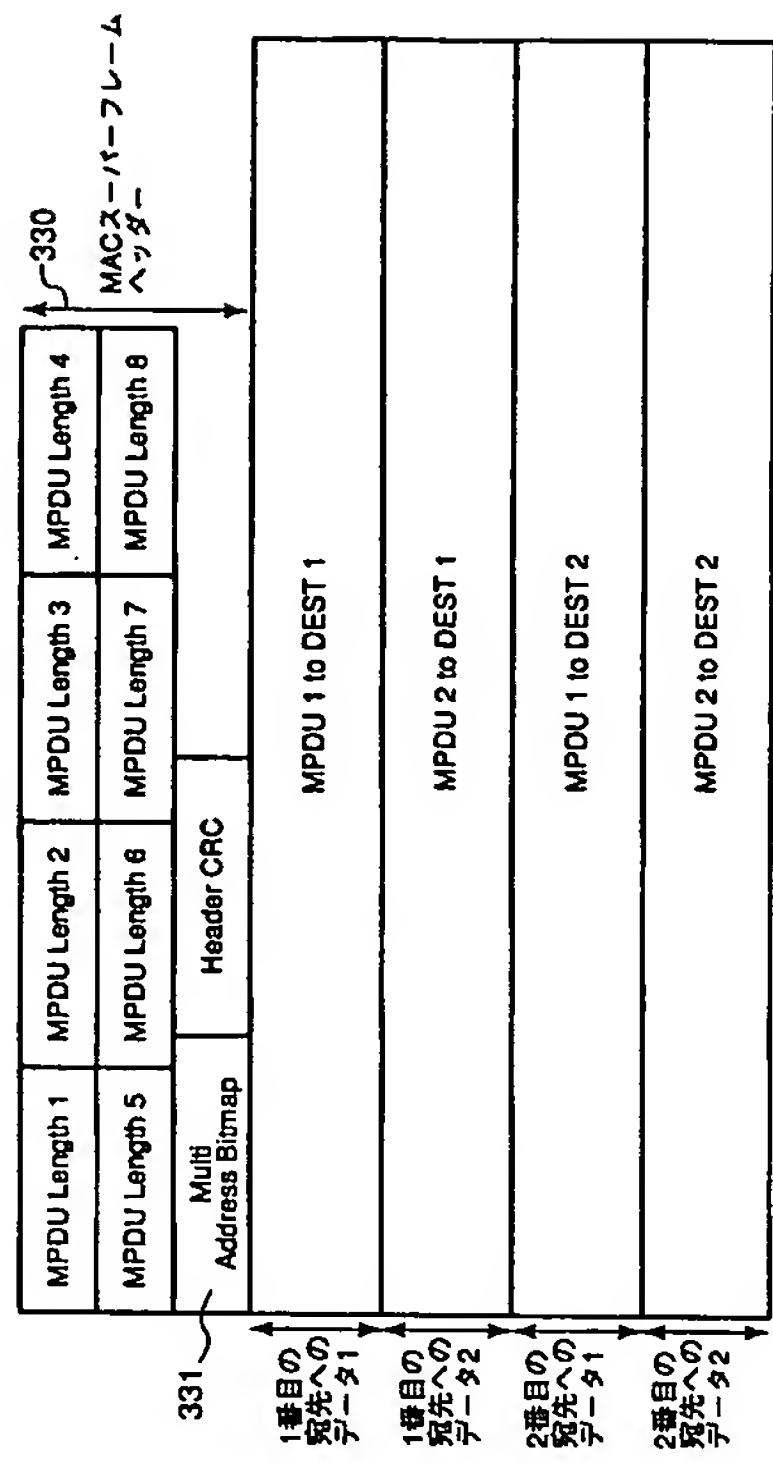 MPDU Length 1
MPDU Length 2
MPDU Length 3
MPDU Length 4
MPDU Length 5
MPDU Length 6
MPDU Length 7
MPDU Length 8
330
MACスーパーフレーム
ヘッダー
331
Multi
Address Bitmap
Header CRC
1番目の
宛先への
データ1
MPDU 1 to DEST 1
1番目の
宛先への
データ2
MPDU 2 to DEST 1
2番目の
宛先への
データ1
MPDU 1 to DEST 2
2番目の
宛先への
データ2
MPDU 2 to DEST 2